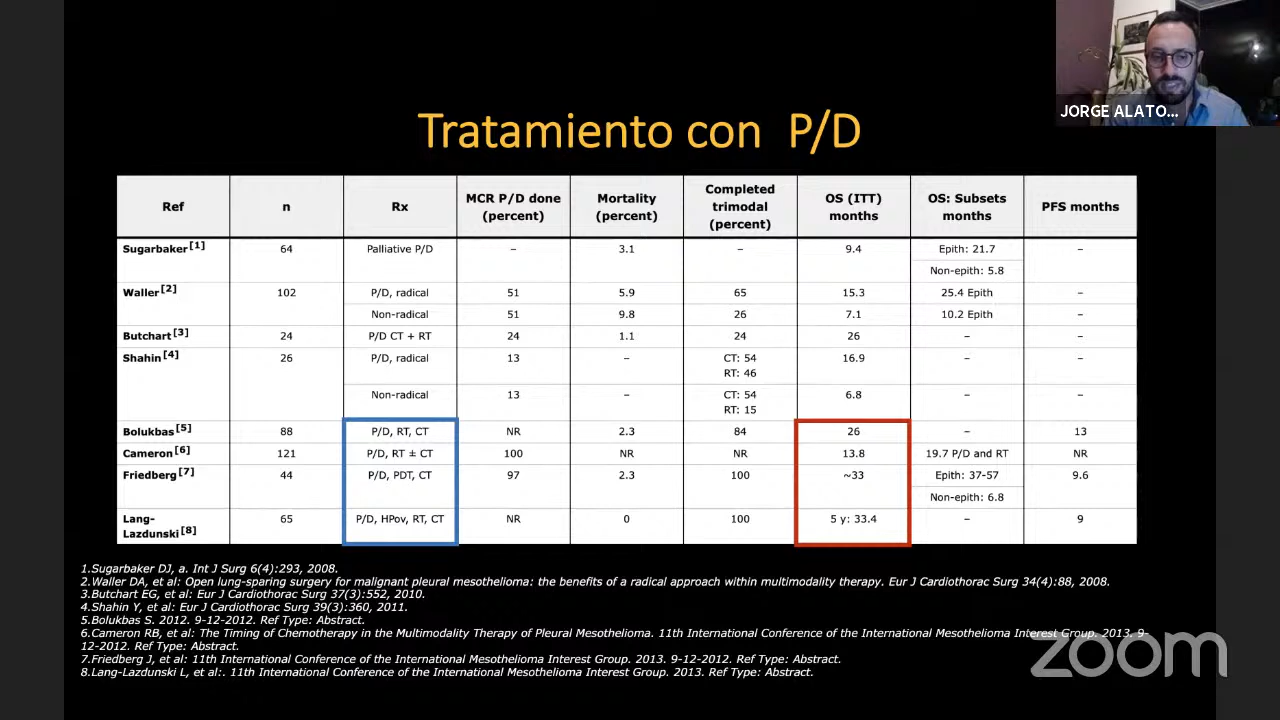 JORGE ALATO...
Tratamiento con P/D
Ref n Rx MCR P/D done (percent) Mortality (percent) Completed trimodal (percent) OS (ITT) months OS: Subsets months PFS months
Sugarbaker[1] 64 Palliative P/D – 3.1 – 9.4 Epith: 21.7 –
Non-epith: 5.8
Waller[2] 102 P/D, radical 51 5.9 65 15.3 25.4 Epith –
Non-radical 51 9.8 26 7.1 10.2 Epith –
Butchart[3] 24 P/D CT + RT 24 1.1 24 26 – –
Shahin[4] 26 P/D, radical 13 – CT: 54 16.9 – –
RT: 46
Non-radical 13 – CT: 54 6.8 – –
RT: 15
Bolukbas[5] 88 P/D, RT, CT NR 2.3 84 26 – 13
Cameron[6] 121 P/D, RT ± CT 100 NR NR 13.8 19.7 P/D and RT NR
Friedberg[7] 44 P/D, PDT, CT 97 2.3 100 ~33 Epith: 37-57 9.6
Non-epith: 6.8
Lang- 65 P/D, HPov, RT, CT NR 0 100 5 y: 33.4 – 9
Lazdunski[8]
1.Sugarbaker DJ, a. Int J Surg 6(4):293, 2008.
2.Waller DA, et al: Open lung-sparing surgery for malignant pleural mesothelioma: the benefits of a radical approach within multimodality therapy. Eur J Cardiothorac Surg 34(4):88, 2008.
3.Butchart EG, et al: Eur J Cardiothorac Surg 37(3):552, 2010.
4.Shahin Y, et al: Eur J Cardiothorac Surg 39(3):360, 2011.
5.Bolukbas S. 2012. 9-12-2012. Ref Type: Abstract.
6.Cameron RB, et al: The Timing of Chemotherapy in the Multimodality Therapy of Pleural Mesothelioma. 11th International Conference of the International Mesothelioma Interest Group. 2013. 9-
12-2012. Ref Type: Abstract.
7.Friedberg J, et al: 11th International Conference of the International Mesothelioma Interest Group. 2013. 9-12-2012. Ref Type: Abstract.
8.Lang-Lazdunski L, et al:. 11th International Conference of the International Mesothelioma Interest Group. 2013. Ref Type: Abstract.
zoom